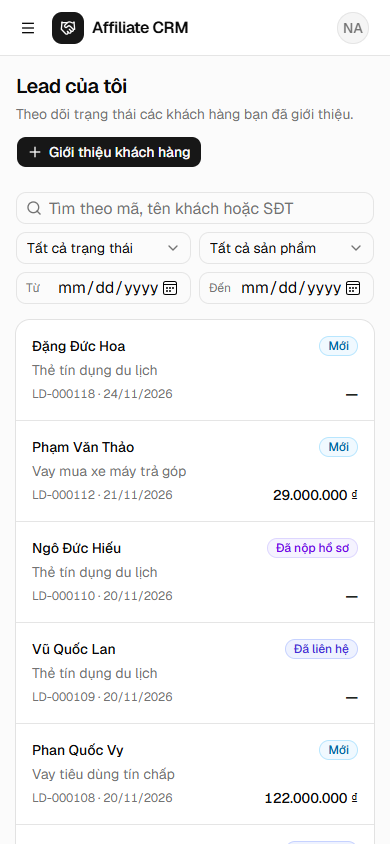 Affiliate CRM
NA
Lead của tôi
Theo dõi trạng thái các khách hàng bạn đã giới thiệu.
Giới thiệu khách hàng
Tìm theo mã, tên khách hoặc SĐT
Tất cả trạng thái
Tất cả sản phẩm
Từ mm/dd/yyyy
Đến mm/dd/yyyy
Đặng Đức Hoa
Mới
Thẻ tín dụng du lịch
LD-000118 · 24/11/2026
—
Phạm Văn Thảo
Mới
Vay mua xe máy trả góp
LD-000112 · 21/11/2026
29.000.000 ₫
Ngô Đức Hiếu
Đã nộp hồ sơ
Thẻ tín dụng du lịch
LD-000110 · 20/11/2026
—
Vũ Quốc Lan
Đã liên hệ
Thẻ tín dụng du lịch
LD-000109 · 20/11/2026
—
Phan Quốc Vy
Mới
Vay tiêu dùng tín chấp
LD-000108 · 20/11/2026
122.000.000 ₫